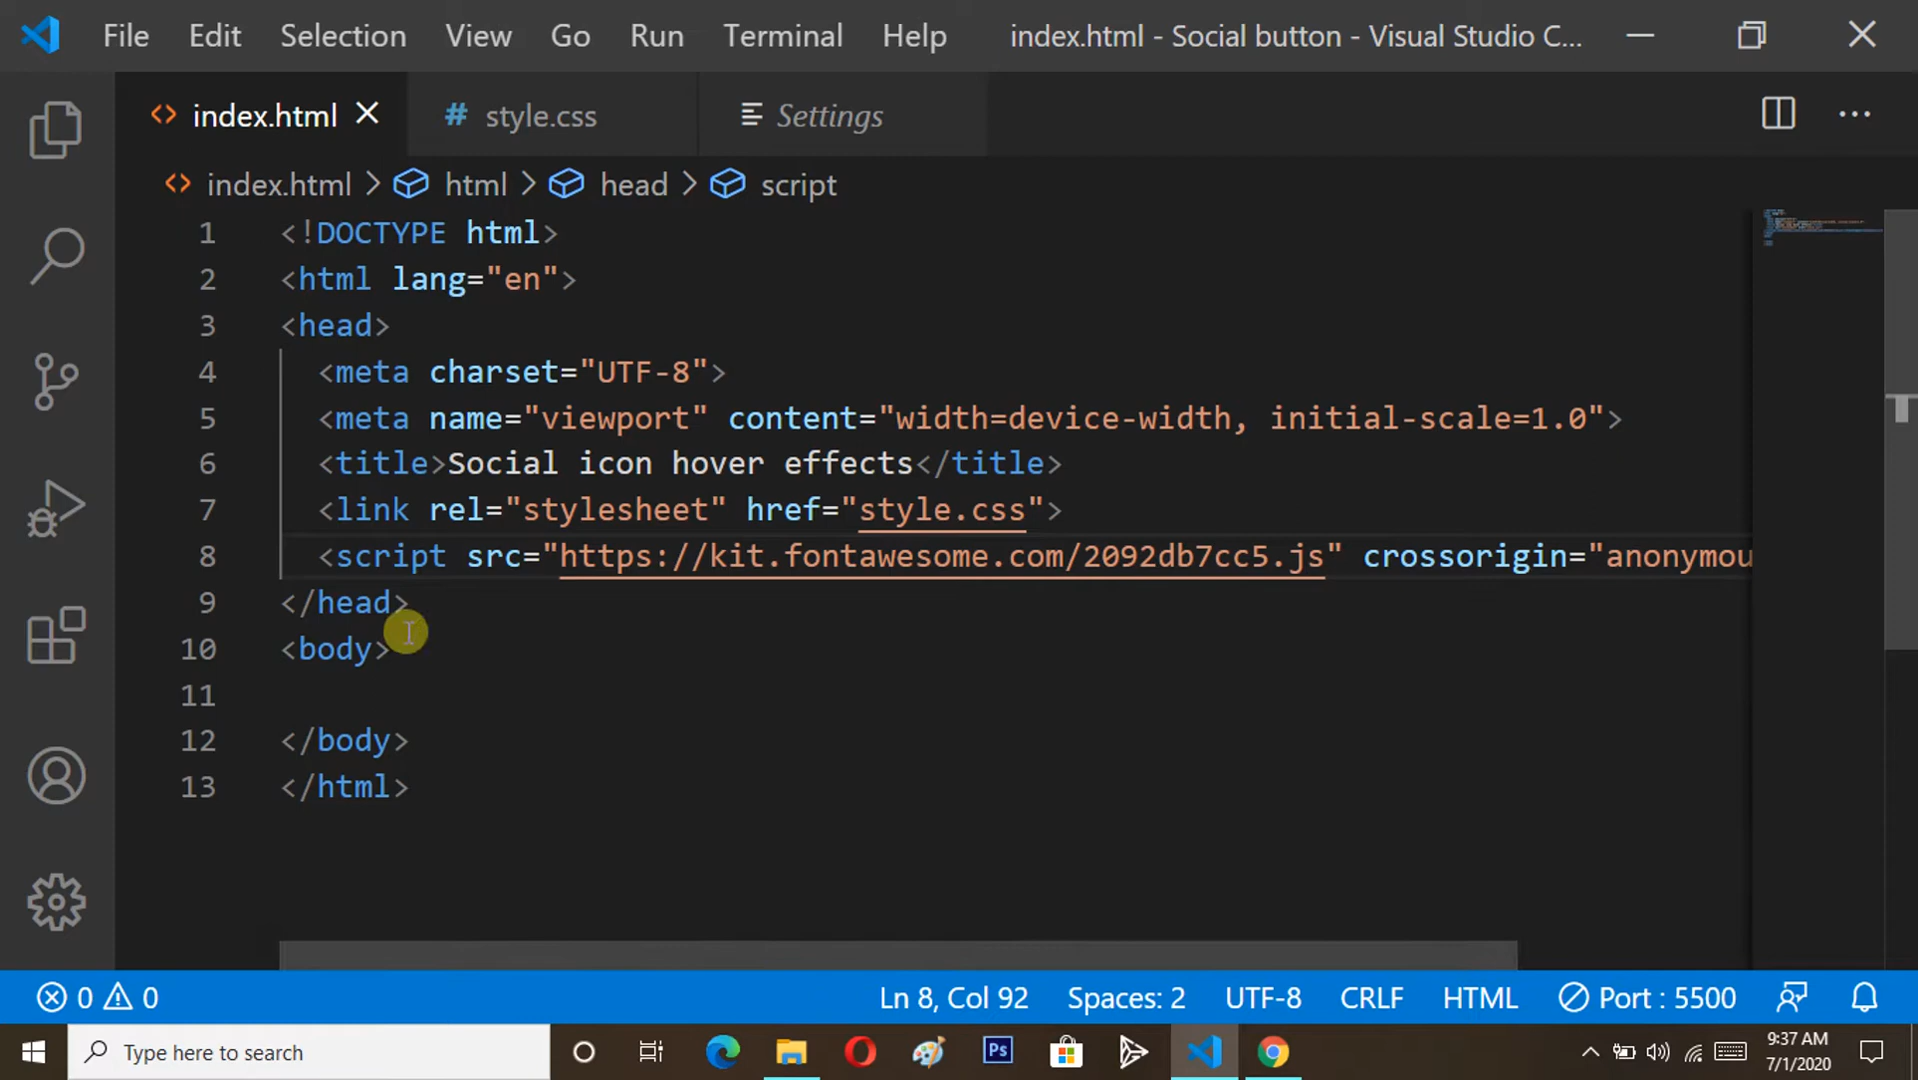 File Edit Selection View Go Run Terminal Help index.html - Social button - Visual Studio C...
index.html style.css Settings
index.html > html > head > script
1 <!DOCTYPE html>
2 <html lang="en">
3 <head>
4 <meta charset="UTF-8">
5 <meta name="viewport" content="width=device-width, initial-scale=1.0">
6 <title>Social icon hover effects</title>
7 <link rel="stylesheet" href="style.css">
8 <script src="https://kit.fontawesome.com/2092db7cc5.js" crossorigin="anonymou
9 </head>
10 <body>
11
12 </body>
13 </html>
0 0 Ln 8, Col 92 Spaces: 2 UTF-8 CRLF HTML Port : 5500
Type here to search Ps 9:37 AM
7/1/2020